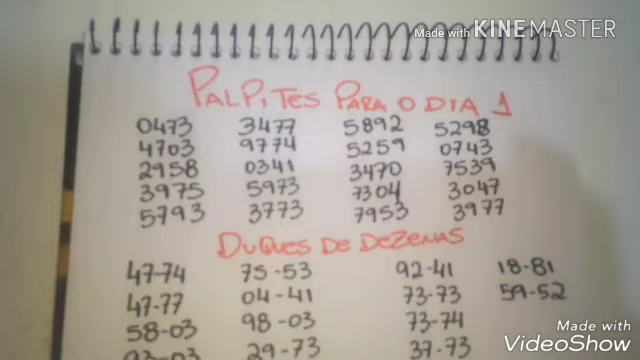 Made with KINEMASTER
PALPITES PARA O DIA 1
0473 3477 5892 5298
4703 9774 5259 0743
2958 0341 3470 7539
3975 5973 7304 3047
5793 3773 7953 3977
DUQUES DE DEZENAS
47-74 75-53 92-41 18-81
47-77 04-41 73-73 59-52
58-03 98-03 73-74
93-03 29-73 37-73
Made with
VideoShow